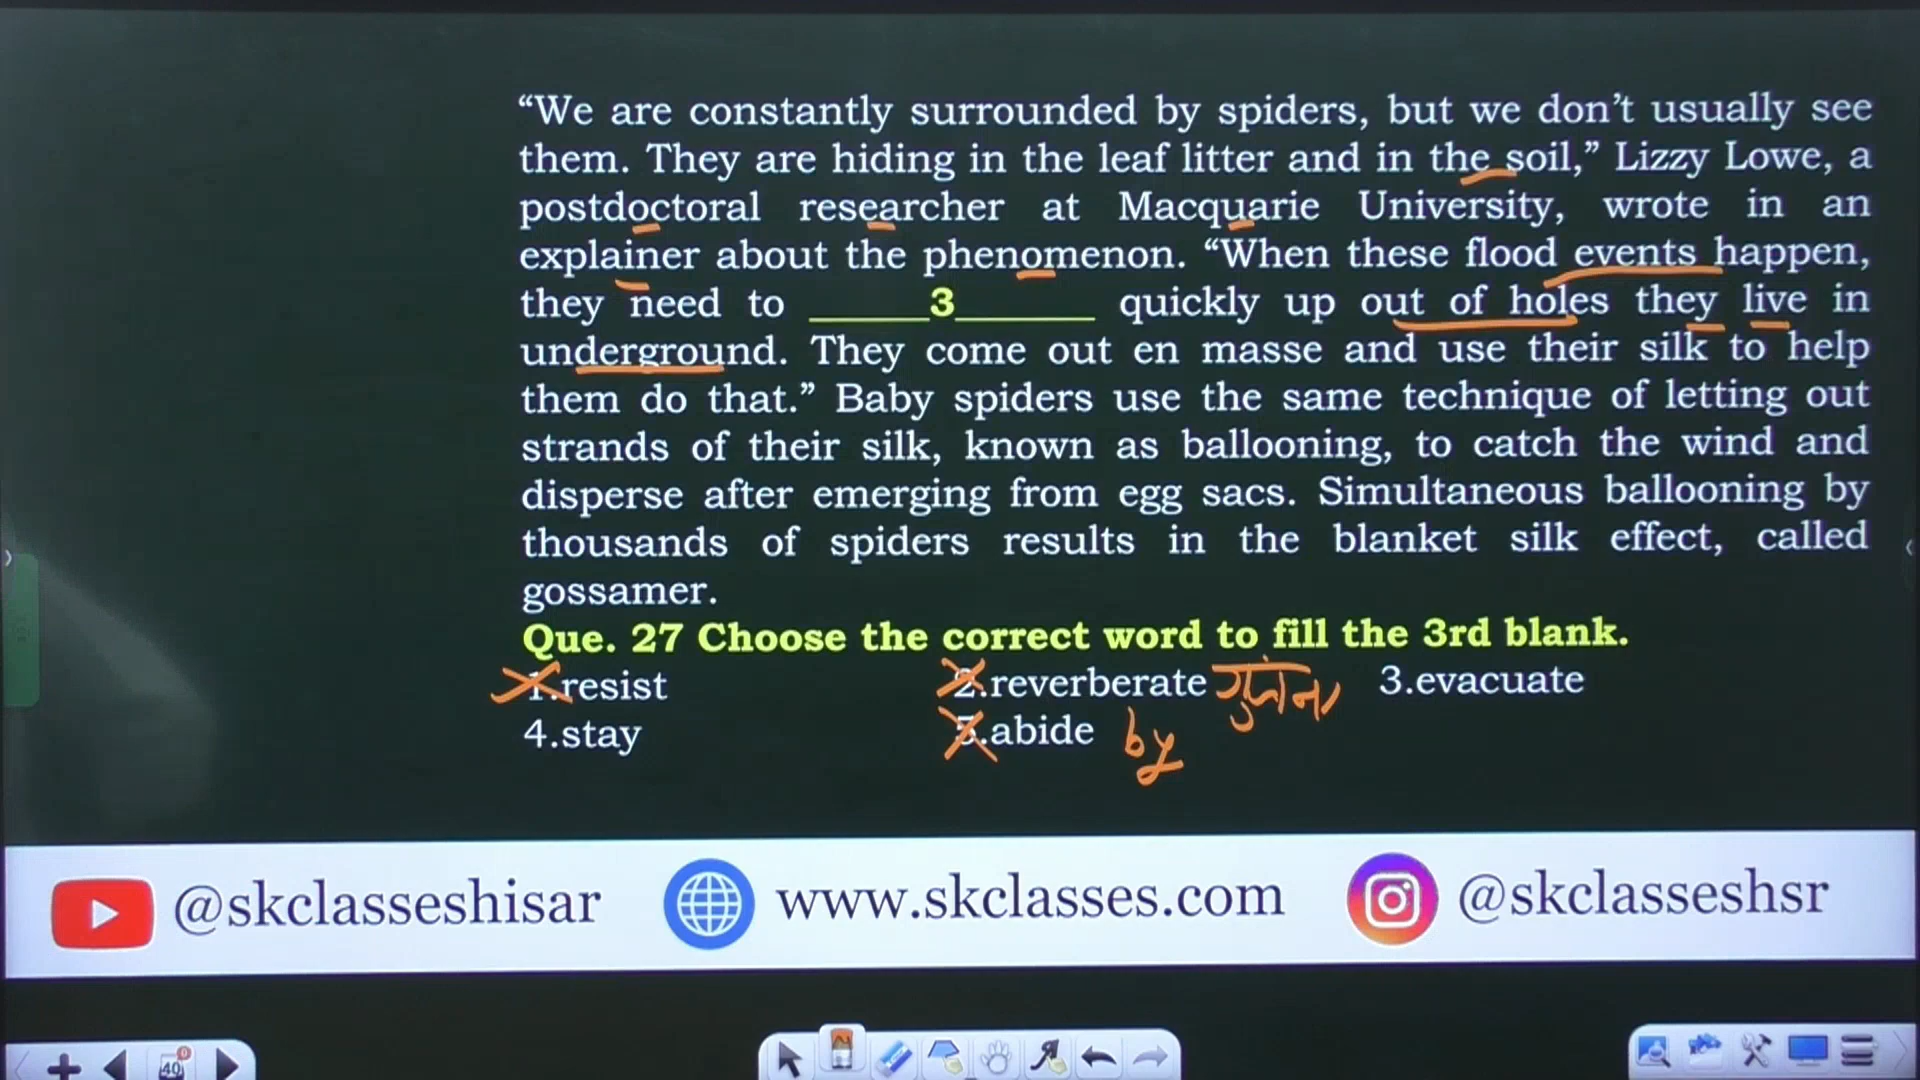 “We are constantly surrounded by spiders, but we don’t usually see
them. They are hiding in the leaf litter and in the soil,” Lizzy Lowe, a
postdoctoral researcher at Macquarie University, wrote in an
explainer about the phenomenon. “When these flood events happen,
they need to ______3_______ quickly up out of holes they live in
underground. They come out en masse and use their silk to help
them do that.” Baby spiders use the same technique of letting out
strands of their silk, known as ballooning, to catch the wind and
disperse after emerging from egg sacs. Simultaneous ballooning by
thousands of spiders results in the blanket silk effect, called
gossamer.
Que. 27 Choose the correct word to fill the 3rd blank.
1.resist 2.reverberate 3.evacuate
4.stay 5.abide by
@skclasseshisar www.skclasses.com @skclasseshsr
40